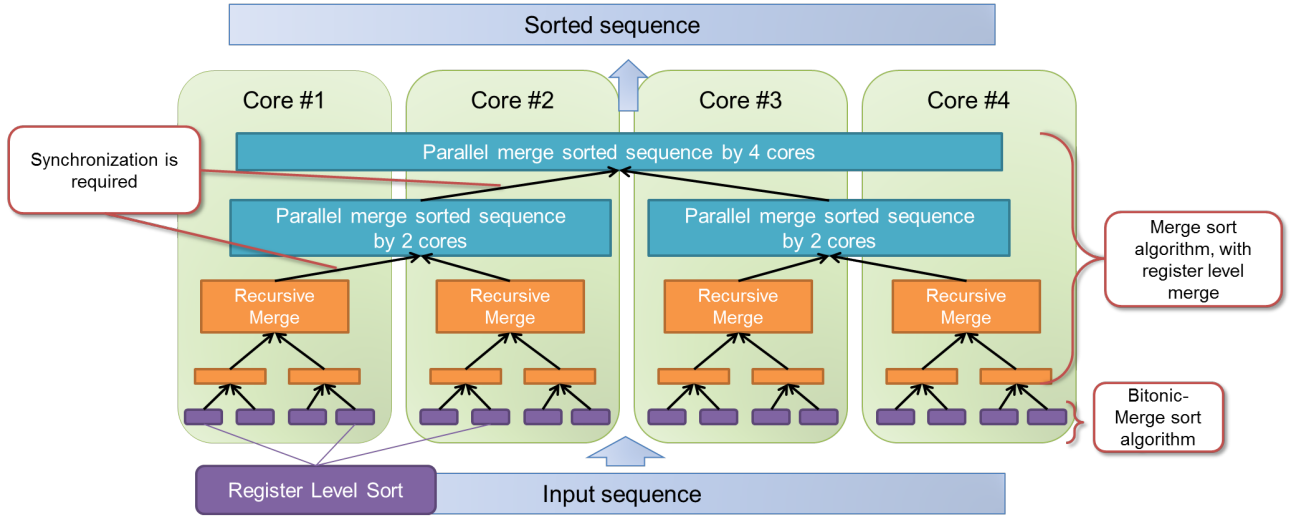 Sorted sequence
Core #1
Core #2
Core #3
Core #4
Parallel merge sorted sequence by 4 cores
Synchronization is
required
Parallel merge sorted sequence
by 2 cores
Parallel merge sorted sequence
by 2 cores
Merge sort
algorithm, with
register level
merge
Recursive
Merge
Recursive
Merge
Recursive
Merge
Recursive
Merge
Bitonic-
Merge sort
algorithm
Register Level Sort
Input sequence